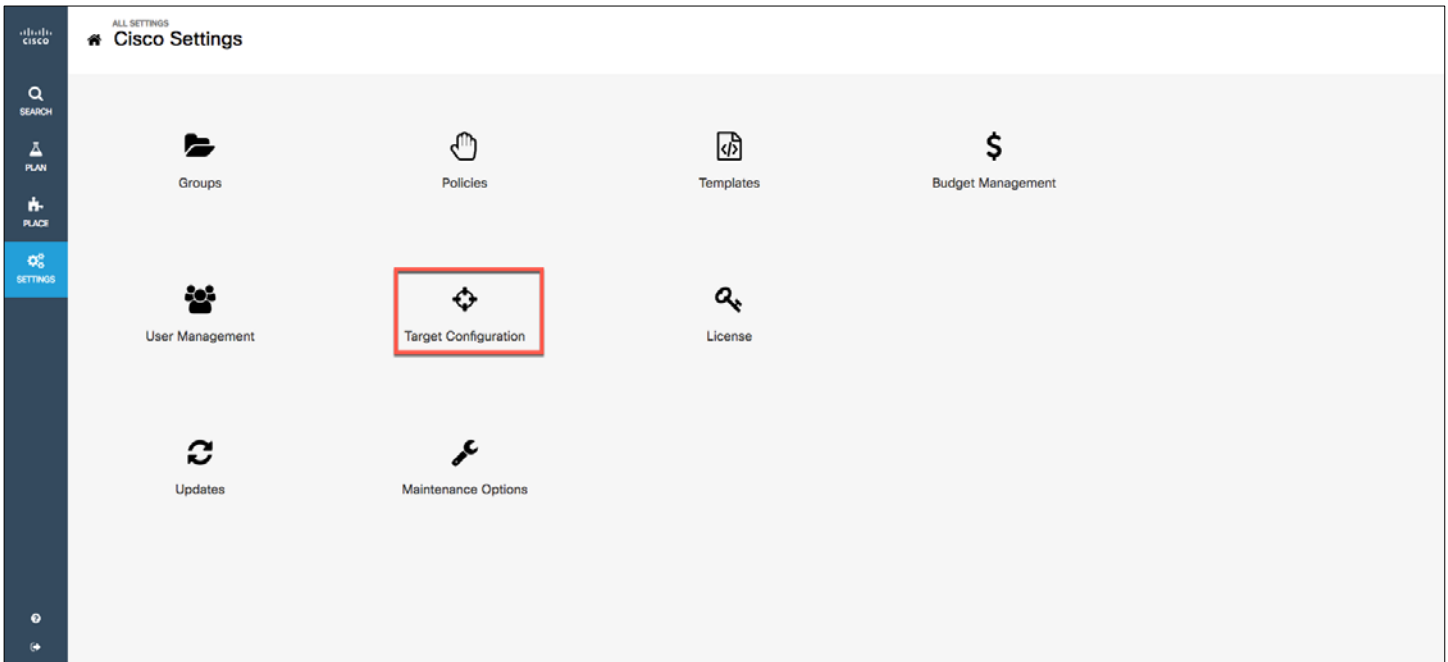 CISCO
ALL SETTINGS
Cisco Settings
SEARCH
PLAN
PLACE
SETTINGS
Groups
Policies
Templates
Budget Management
User Management
Target Configuration
License
Updates
Maintenance Options